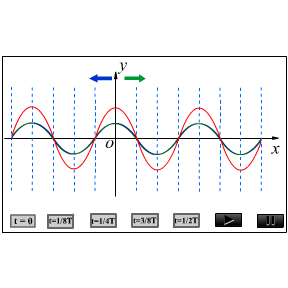 y
O
x
t = 0
t=1/8T
t=1/4T
t=3/8T
t=1/2T